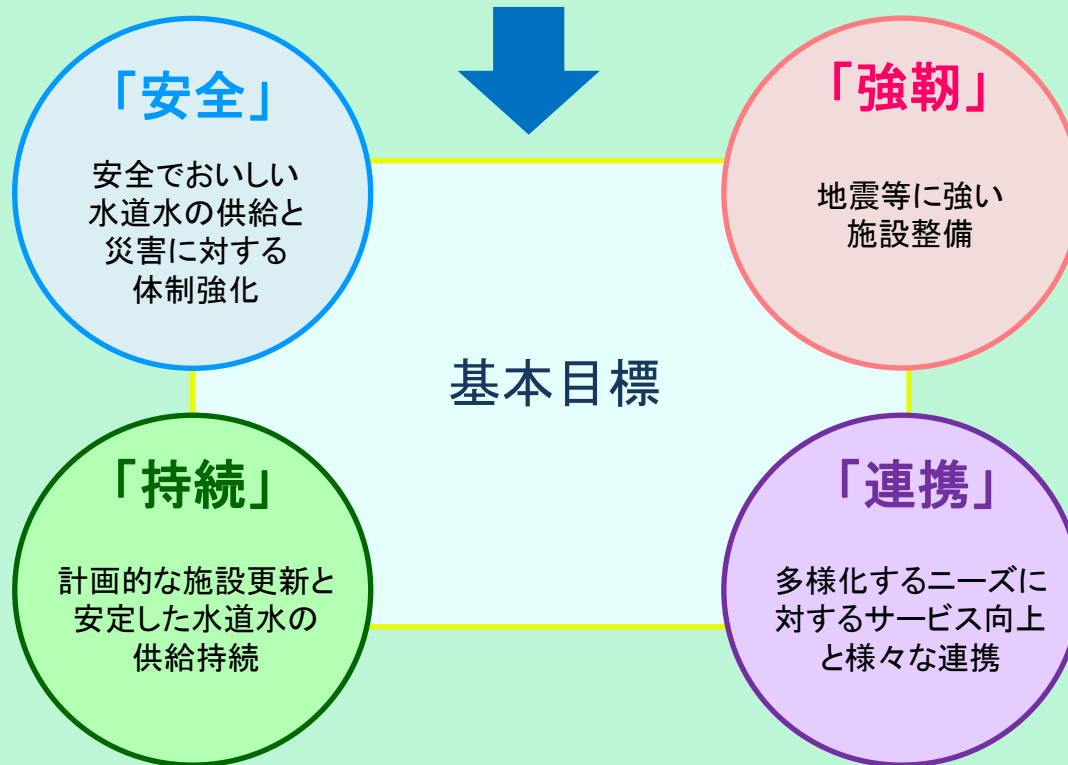 「安全」
安全でおいしい
水道水の供給と
災害に対する
体制強化
「強靭」
地震等に強い
施設整備
基本目標
「持続」
計画的な施設更新と
安定した水道水の
供給持続
「連携」
多様化するニーズに
対するサービス向上
と様々な連携